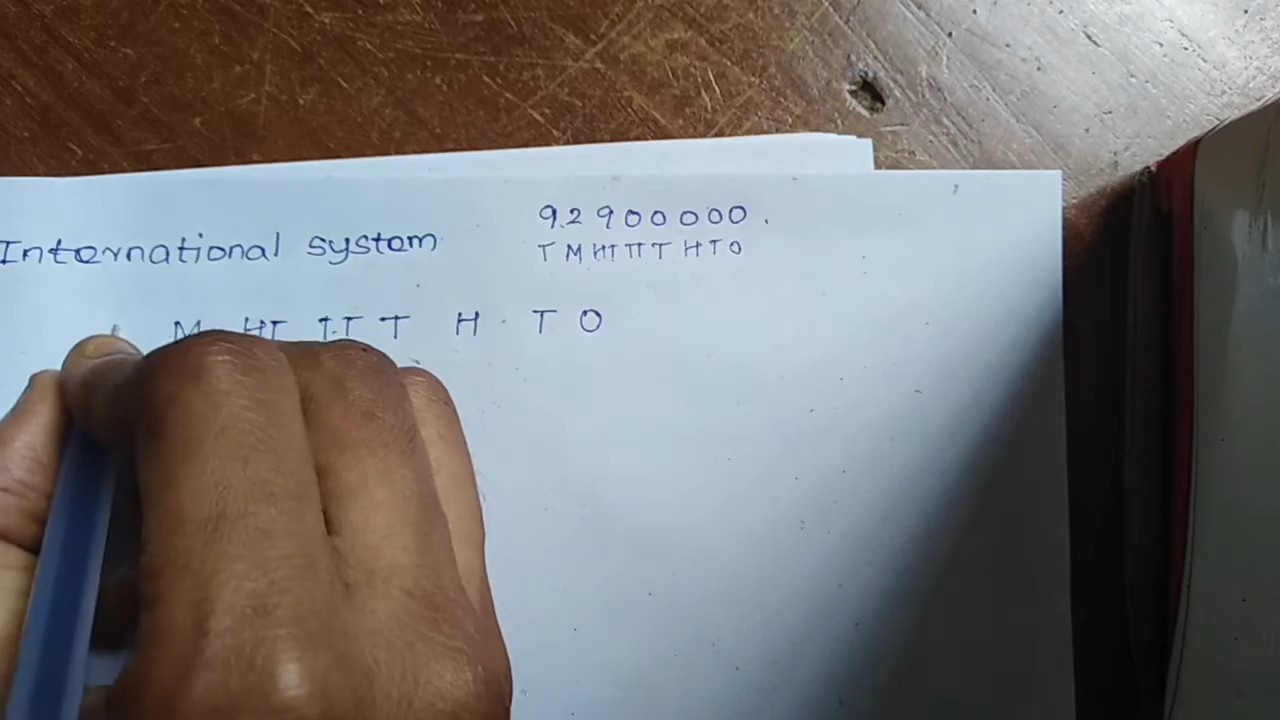 92900000.
International system
T M HT TT T H T O
M HT TT T H T O